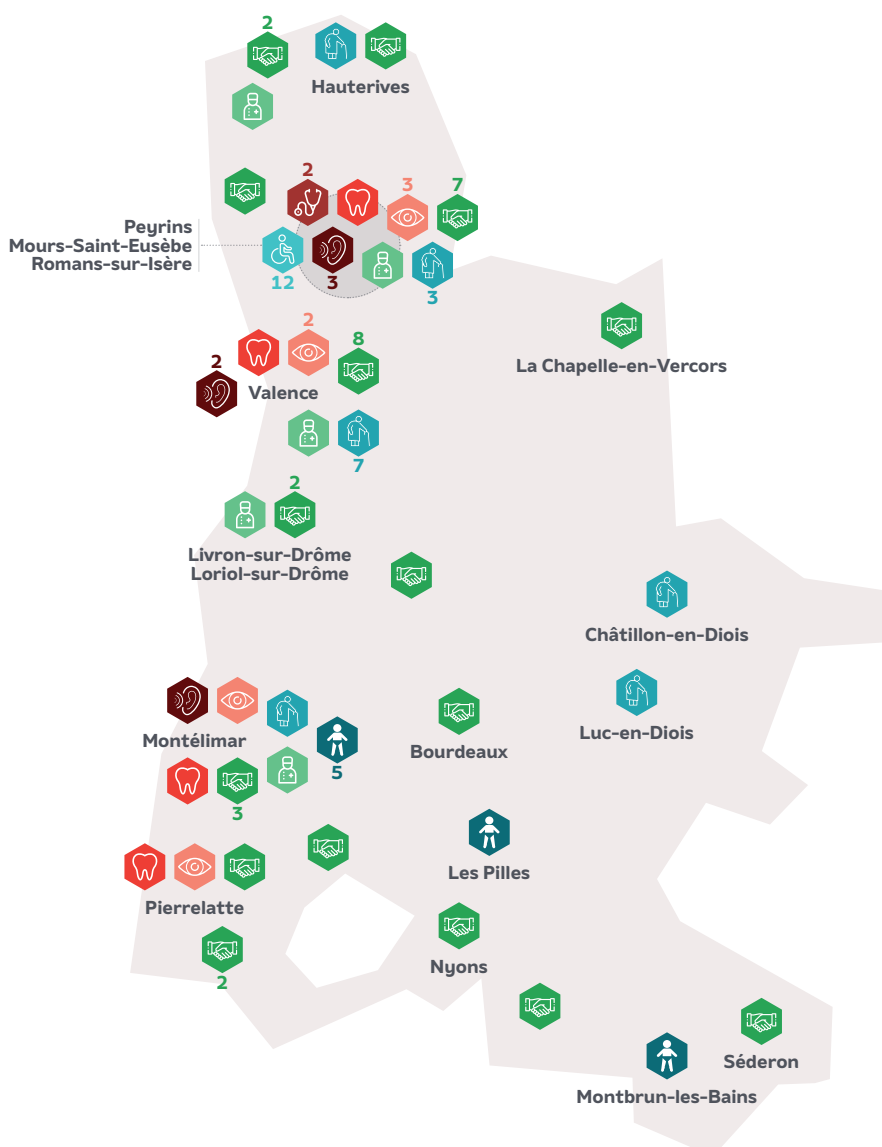 2
Hauterives
2
3
7
Peyrins
Mours-Saint-Eusèbe
Romans-sur-Isère
12
3
3
La Chapelle-en-Vercors
2
2
8
Valence
7
2
Livron-sur-Drôme
Loriol-sur-Drôme
Châtillon-en-Diois
Luc-en-Diois
Montélimar
Bourdeaux
5
3
Les Pilles
Pierrelatte
Nyons
2
Séderon
Montbrun-les-Bains